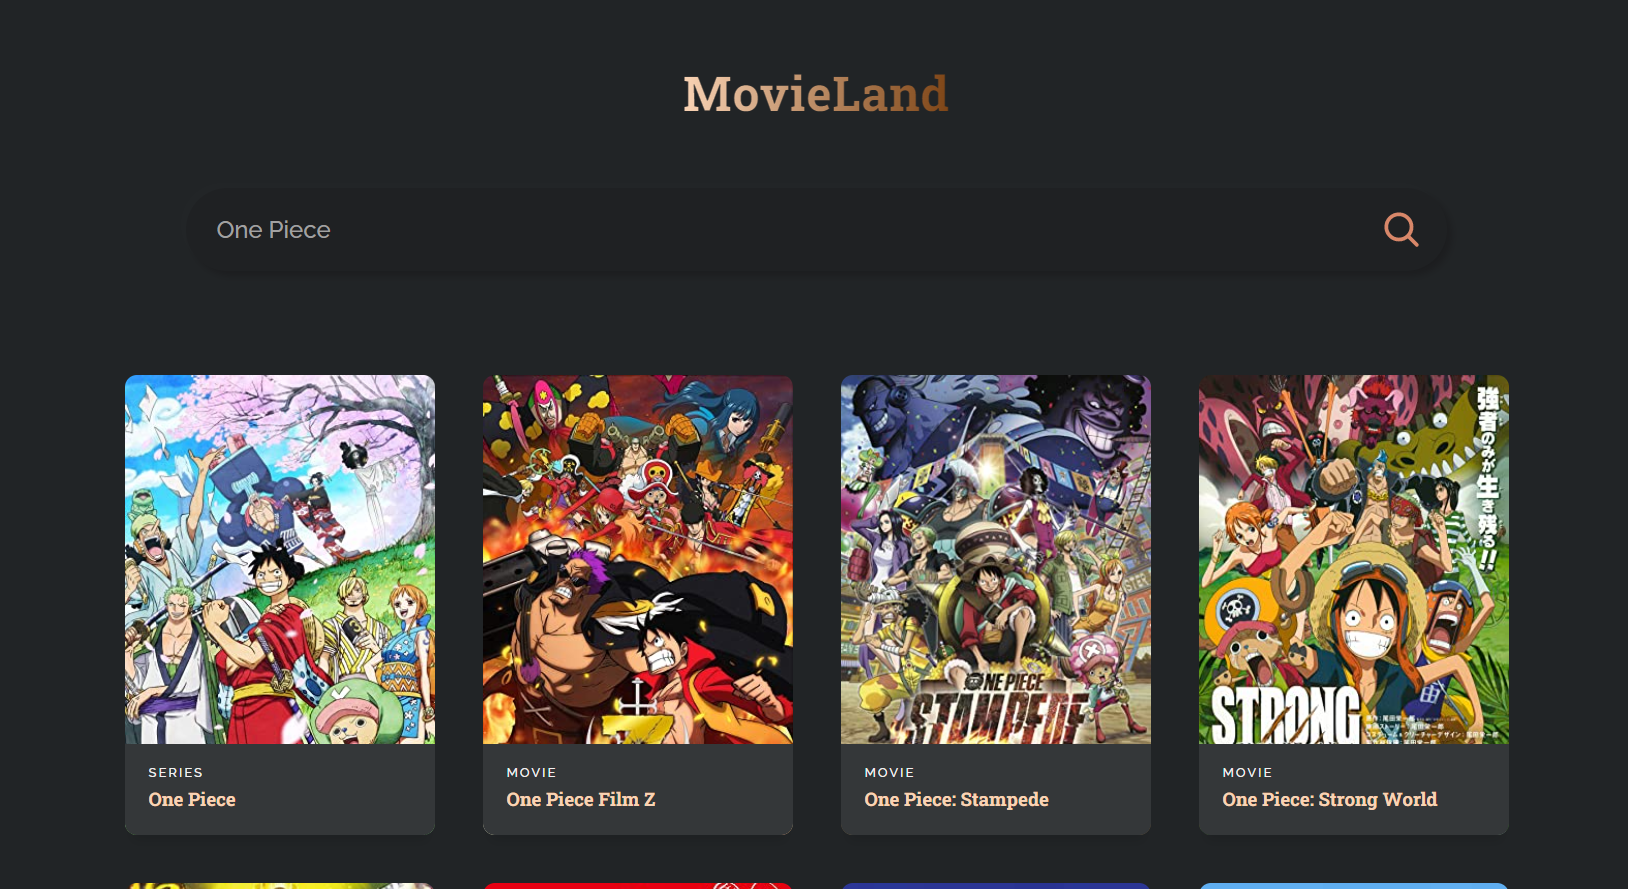 MovieLand
One Piece
強者のみが生き残る!!
ONE PIECE
STAMPEDE
STRONG
SERIES
One Piece
MOVIE
One Piece Film Z
MOVIE
One Piece: Stampede
MOVIE
One Piece: Strong World